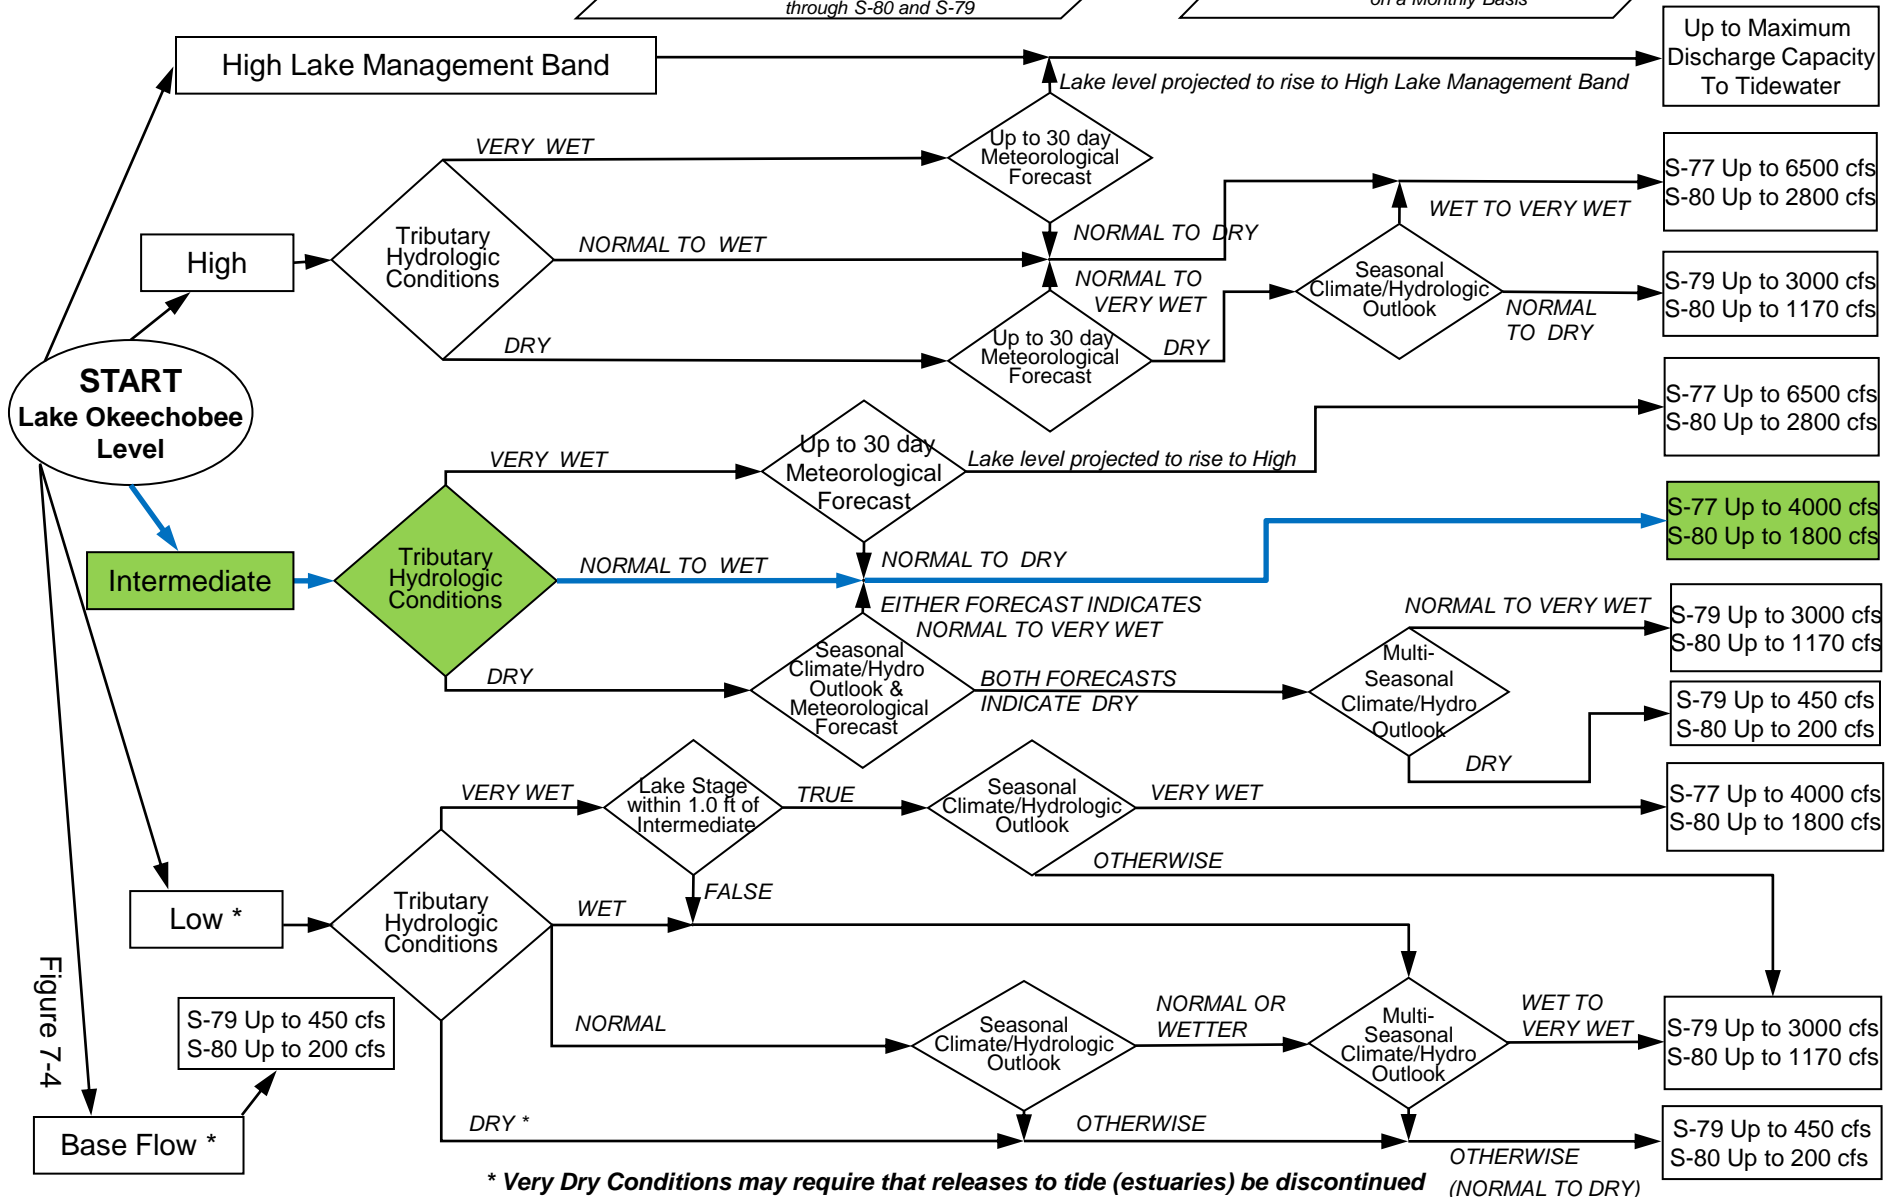 through S-80 and S-79
on a Monthly Basis
Up to Maximum
Discharge Capacity
To Tidewater
High Lake Management Band
Lake level projected to rise to High Lake Management Band
VERY WET
Up to 30 day
Meteorological
Forecast
S-77 Up to 6500 cfs
S-80 Up to 2800 cfs
WET TO VERY WET
High
Tributary
Hydrologic
Conditions
NORMAL TO WET
NORMAL TO DRY
NORMAL TO
VERY WET
Seasonal
Climate/Hydrologic
Outlook
NORMAL
TO DRY
S-79 Up to 3000 cfs
S-80 Up to 1170 cfs
DRY
Up to 30 day
Meteorological
Forecast
DRY
START
Lake Okeechobee
Level
S-77 Up to 6500 cfs
S-80 Up to 2800 cfs
VERY WET
Up to 30 day
Meteorological
Forecast
Lake level projected to rise to High
S-77 Up to 4000 cfs
S-80 Up to 1800 cfs
Intermediate
Tributary
Hydrologic
Conditions
NORMAL TO WET
NORMAL TO DRY
EITHER FORECAST INDICATES
NORMAL TO VERY WET
NORMAL TO VERY WET
S-79 Up to 3000 cfs
S-80 Up to 1170 cfs
DRY
Seasonal
Climate/Hydro
Outlook &
Meteorological
Forecast
BOTH FORECASTS
INDICATE DRY
Multi-
Seasonal
Climate/Hydro
Outlook
DRY
S-79 Up to 450 cfs
S-80 Up to 200 cfs
VERY WET
Lake Stage
within 1.0 ft of
Intermediate
TRUE
Seasonal
Climate/Hydrologic
Outlook
VERY WET
S-77 Up to 4000 cfs
S-80 Up to 1800 cfs
OTHERWISE
FALSE
Low *
Tributary
Hydrologic
Conditions
WET
NORMAL
Seasonal
Climate/Hydrologic
Outlook
NORMAL OR
WETTER
Multi-
Seasonal
Climate/Hydro
Outlook
WET TO
VERY WET
S-79 Up to 3000 cfs
S-80 Up to 1170 cfs
Figure 7-4
S-79 Up to 450 cfs
S-80 Up to 200 cfs
Base Flow *
DRY *
OTHERWISE
OTHERWISE
(NORMAL TO DRY)
S-79 Up to 450 cfs
S-80 Up to 200 cfs
* Very Dry Conditions may require that releases to tide (estuaries) be discontinued